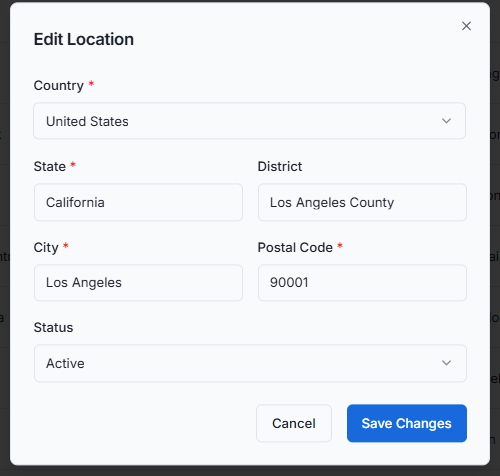 Edit Location
Country *
United States
State * District
California Los Angeles County
City * Postal Code *
Los Angeles 90001
Status
Active
Cancel Save Changes